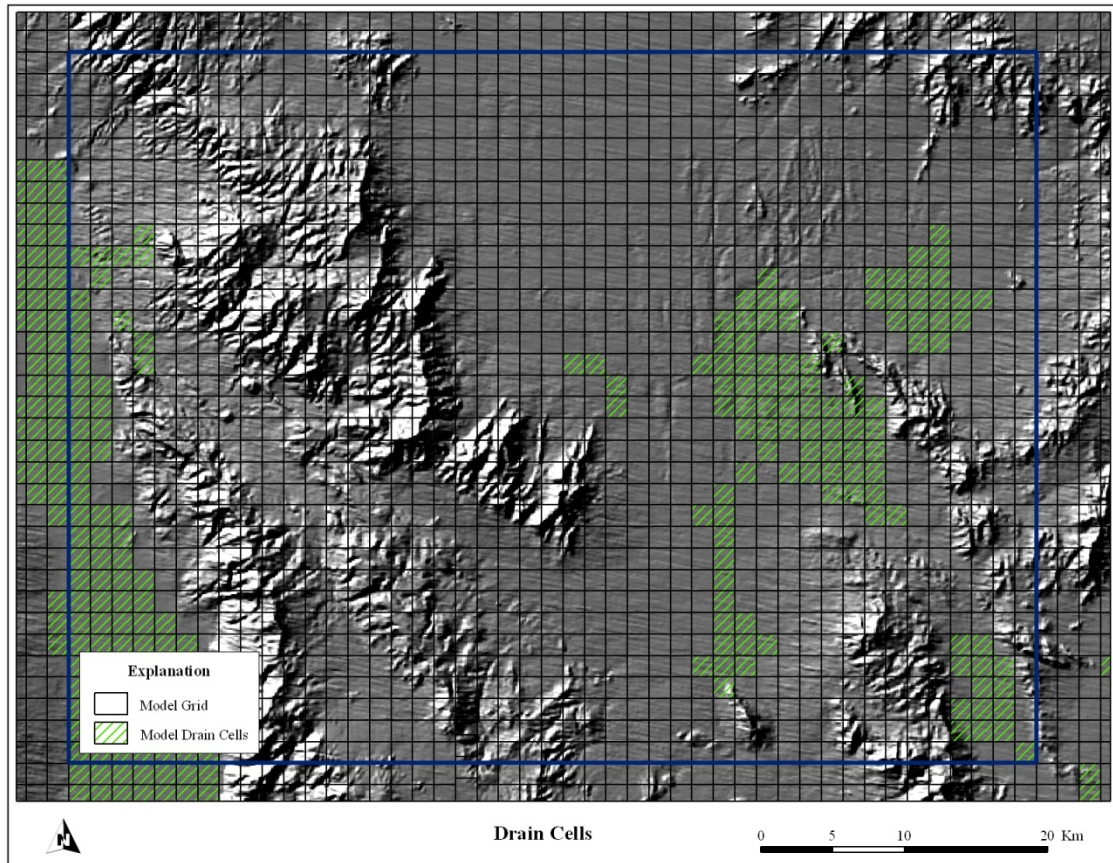 Explanation
Model Grid
Model Drain Cells
N
Drain Cells
0 5 10 20 Km